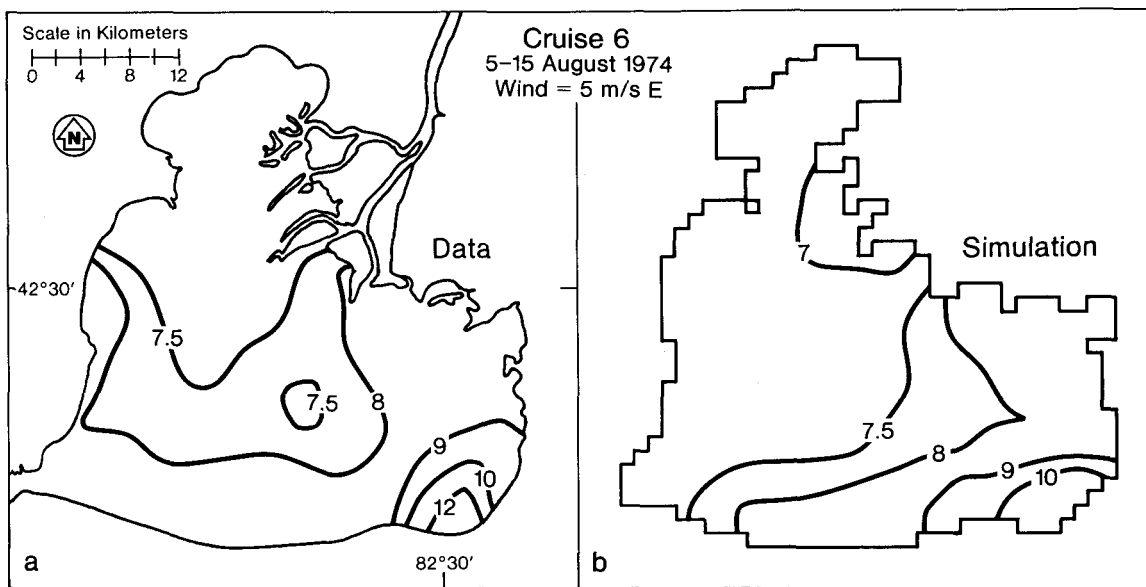 Scale in Kilometers
0 4 8 12
N
Cruise 6
5–15 August 1974
Wind = 5 m/s E
Data
Simulation
42°30'
7.5
7.5
8
9
10
12
7
7.5
8
9
10
a
82°30'
b